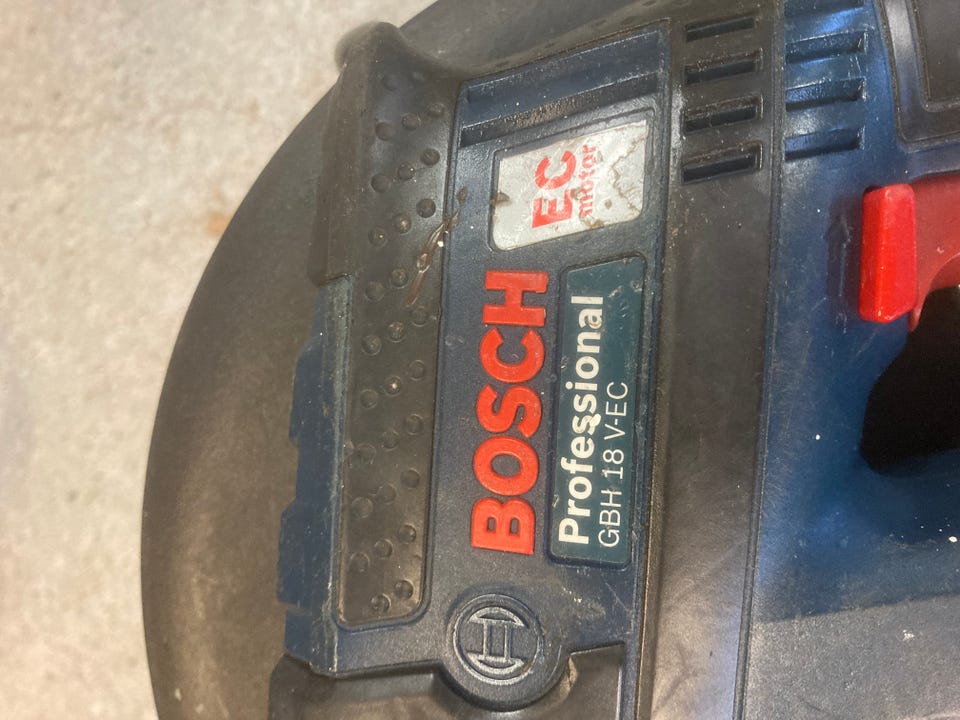 BOSCH
Professional
GBH 18 V-EC
EC
motor